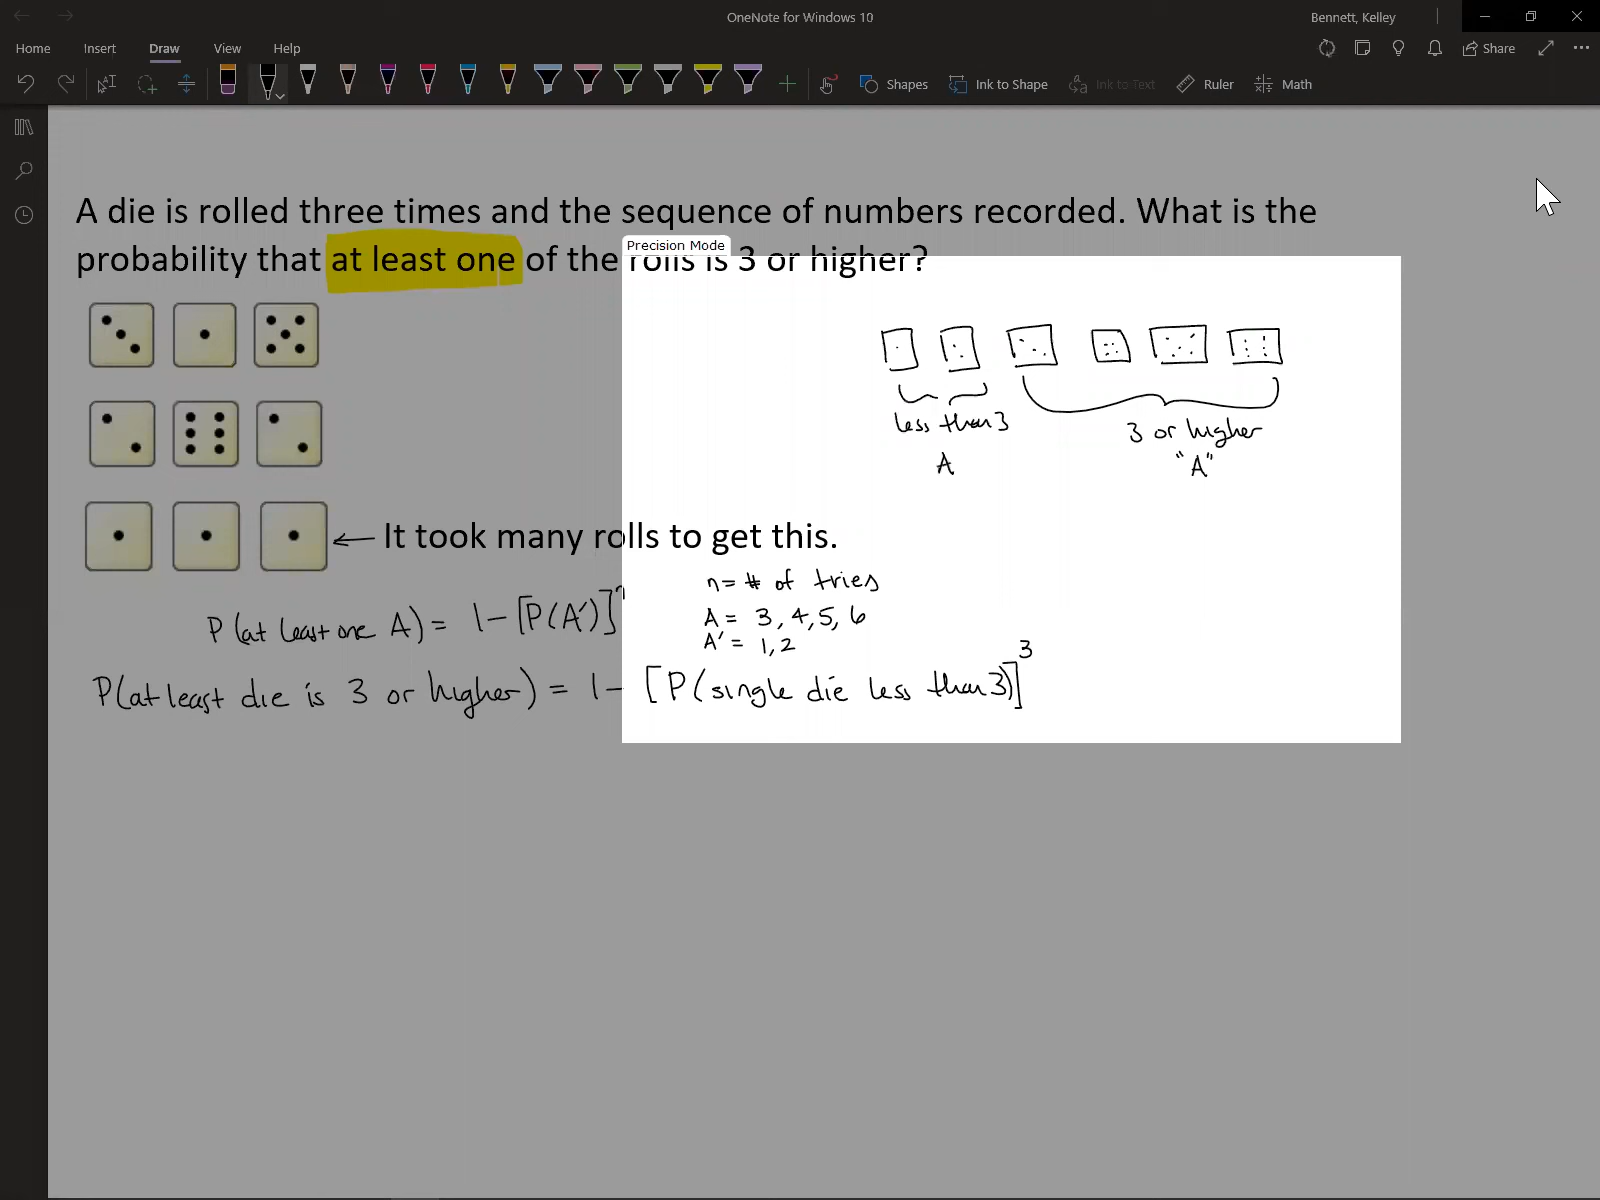 OneNote for Windows 10
Bennett, Kelley
Home Insert Draw View Help
Share
Shapes Ink to Shape Ink to Text Ruler Math
A die is rolled three times and the sequence of numbers recorded. What is the
probability that at least one of the rolls is 3 or higher?
Precision Mode
less than 3
3 or higher
A
"A"
← It took many rolls to get this.
n = # of tries
P(at least one A) = 1 - [P(A')]ⁿ
A = 3, 4, 5, 6
A' = 1, 2
P(at least die is 3 or higher) = 1 - [P(single die less than 3)]³